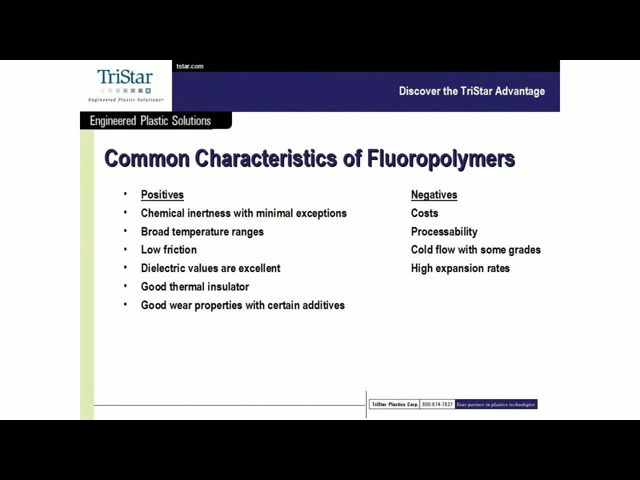 tstar.com
TriStar
Engineered Plastic Solutions
Discover the TriStar Advantage
Engineered Plastic Solutions
Common Characteristics of Fluoropolymers
• Positives
• Chemical inertness with minimal exceptions
• Broad temperature ranges
• Low friction
• Dielectric values are excellent
• Good thermal insulator
• Good wear properties with certain additives
Negatives
Costs
Processability
Cold flow with some grades
High expansion rates
TriStar Plastics Corp. 800-874-7827 Your partner in plastics technologies